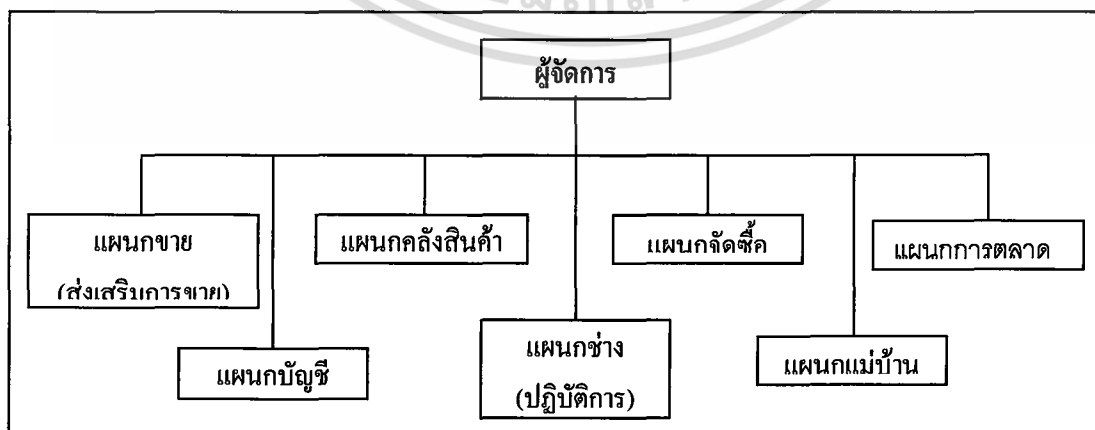 ผู้จัดการ
แผนกขาย
(ส่งเสริมการขาย)
แผนกคลังสินค้า
แผนกจัดซื้อ
แผนกการตลาด
แผนกบัญชี
แผนกช่าง
(ปฏิบัติการ)
แผนกแม่บ้าน